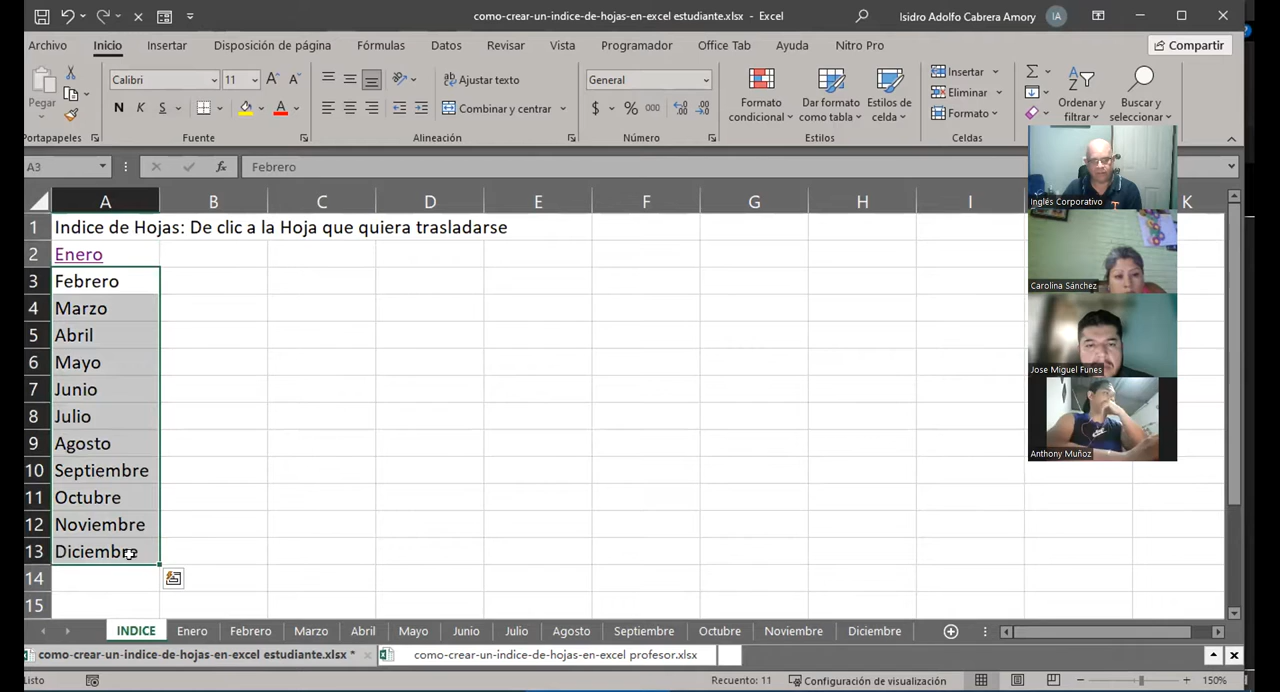 como-crear-un-indice-de-hojas-en-excel estudiante.xlsx - Excel
Isidro Adolfo Cabrera Amory
IA
Archivo Inicio Insertar Disposición de página Fórmulas Datos Revisar Vista Programador Office Tab Ayuda Nitro Pro
Compartir
Pegar
Calibri 11
N K S
Ajustar texto
Combinar y centrar
General
$ % 000
Formato condicional
Dar formato como tabla
Estilos de celda
Insertar
Eliminar
Formato
Ordenar y filtrar
Buscar y seleccionar
Portapapeles Fuente Alineación Número Estilos Celdas
A3 fx Febrero
A B C D E F G H I K
1 Indice de Hojas: De clic a la Hoja que quiera trasladarse
2 Enero
3 Febrero
4 Marzo
5 Abril
6 Mayo
7 Junio
8 Julio
9 Agosto
10 Septiembre
11 Octubre
12 Noviembre
13 Diciembre
14
15
Inglés Corporativo
Carolina Sánchez
Jose Miguel Funes
Anthony Muñoz
INDICE Enero Febrero Marzo Abril Mayo Junio Julio Agosto Septiembre Octubre Noviembre Diciembre
como-crear-un-indice-de-hojas-en-excel estudiante.xlsx * como-crear-un-indice-de-hojas-en-excel profesor.xlsx
Listo Recuento: 11 Configuración de visualización 150%